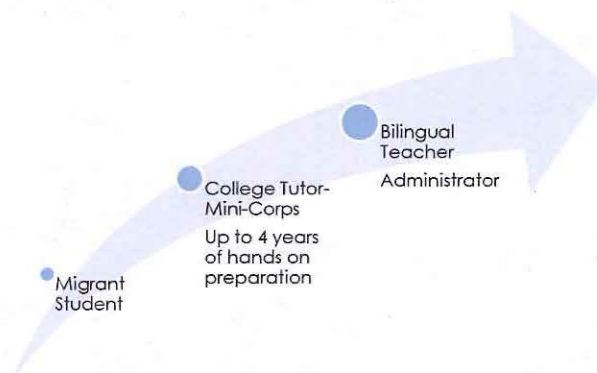 Migrant
Student
College Tutor-
Mini-Corps
Up to 4 years
of hands on
preparation
Bilingual
Teacher
Administrator